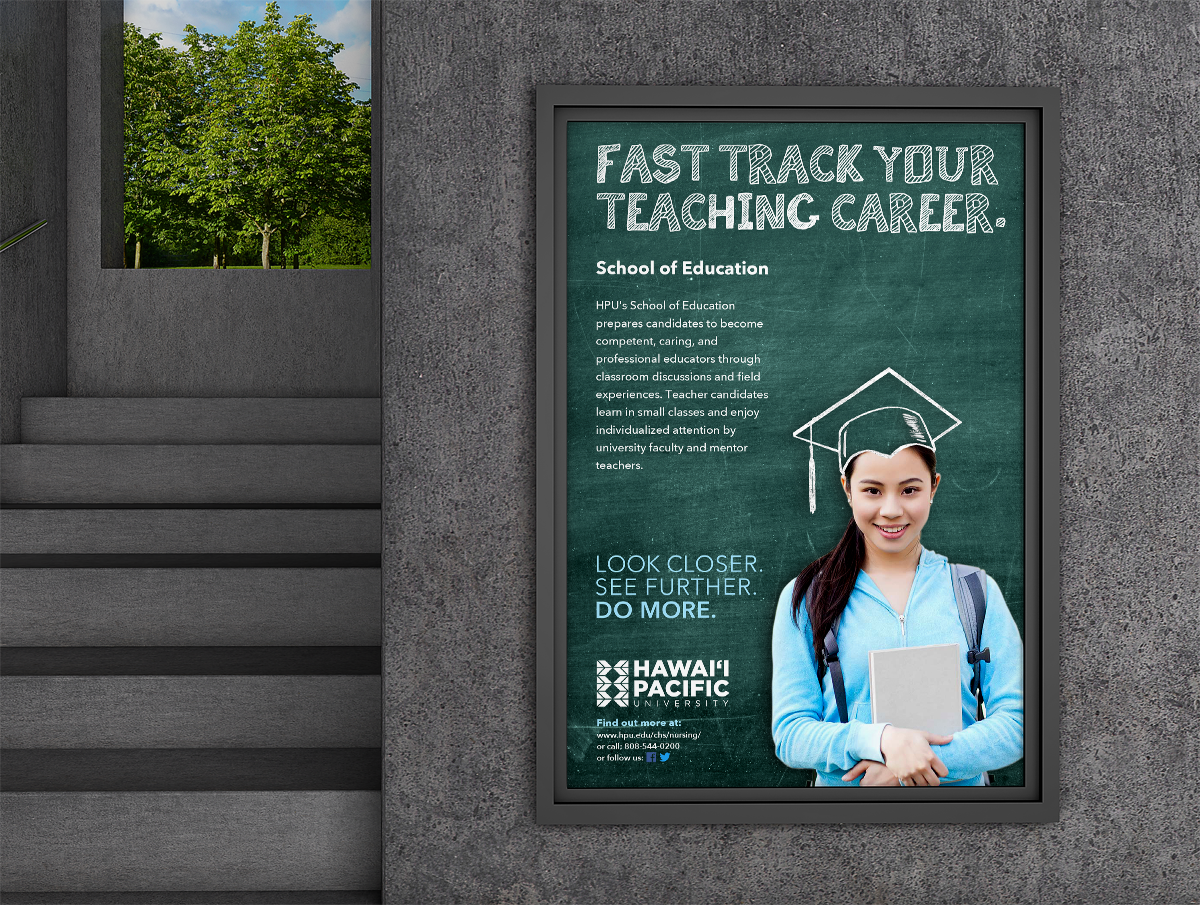 FAST TRACK YOUR
TEACHING CAREER.
School of Education
HPU's School of Education
prepares candidates to become
competent, caring, and
professional educators through
classroom discussions and field
experiences. Teacher candidates
learn in small classes and enjoy
individualized attention by
university faculty and mentor
teachers.
LOOK CLOSER.
SEE FURTHER.
DO MORE.
HAWAIʻI
PACIFIC
UNIVERSITY
Find out more at:
www.hpu.edu/chs/nursing/
or call: 808-544-0200
or follow us: